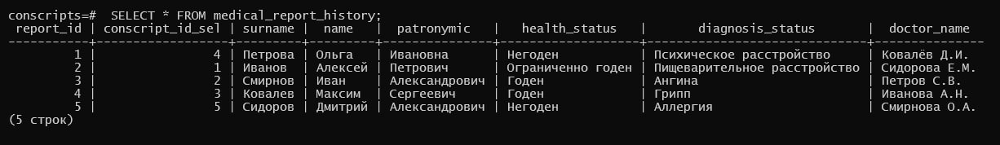 conscripts=#  SELECT * FROM medical_report_history;
 report_id | conscript_id_sel | surname |  name   |  patronymic   |   health_status   |       diagnosis_status       |  doctor_name
-----------+------------------+---------+---------+---------------+-------------------+------------------------------+---------------
         1 |                4 | Петрова | Ольга   | Ивановна      | Негоден           | Психическое расстройство     | Ковалёв Д.И.
         2 |                1 | Иванов  | Алексей | Петрович      | Ограниченно годен | Пищеварительное расстройство | Сидорова Е.М.
         3 |                2 | Смирнов | Иван    | Александрович | Годен             | Ангина                       | Петров С.В.
         4 |                3 | Ковалев | Максим  | Сергеевич     | Годен             | Грипп                        | Иванова А.Н.
         5 |                5 | Сидоров | Дмитрий | Александрович | Негоден           | Аллергия                     | Смирнова О.А.
(5 строк)